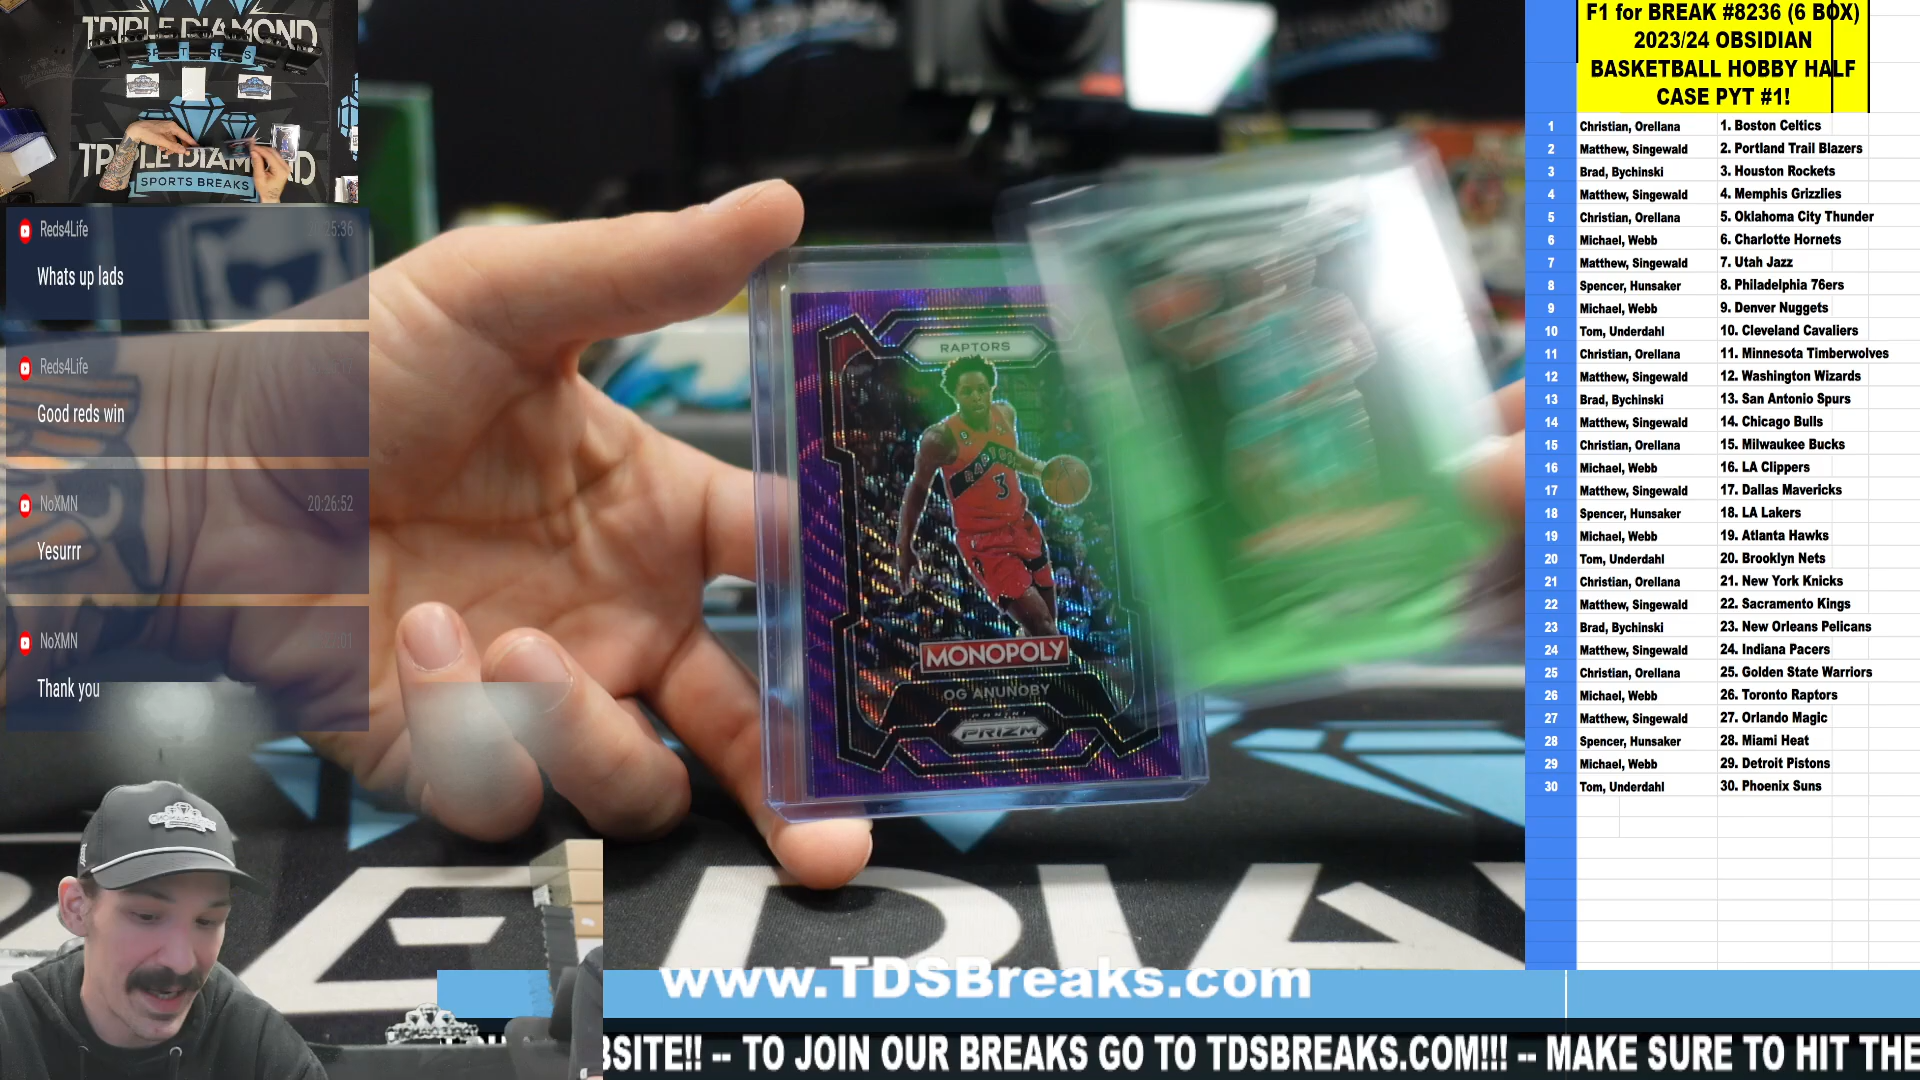 TRIPLE DIAMOND
SPORTS BREAKS
SPORTS BREAKS
Reds4Life 20:25:36
Whats up lads
Reds4Life
Good reds win
NoXMN 20:26:52
Yesurrr
NoXMN
Thank you
RAPTORS
RAPTORS
3
MONOPOLY
OG ANUNOBY
PANINI
PRIZM
F1 for BREAK #8236 (6 BOX)
2023/24 OBSIDIAN
BASKETBALL HOBBY HALF
CASE PYT #1!
1 Christian, Orellana 1. Boston Celtics
2 Matthew, Singewald 2. Portland Trail Blazers
3 Brad, Bychinski 3. Houston Rockets
4 Matthew, Singewald 4. Memphis Grizzlies
5 Christian, Orellana 5. Oklahoma City Thunder
6 Michael, Webb 6. Charlotte Hornets
7 Matthew, Singewald 7. Utah Jazz
8 Spencer, Hunsaker 8. Philadelphia 76ers
9 Michael, Webb 9. Denver Nuggets
10 Tom, Underdahl 10. Cleveland Cavaliers
11 Christian, Orellana 11. Minnesota Timberwolves
12 Matthew, Singewald 12. Washington Wizards
13 Brad, Bychinski 13. San Antonio Spurs
14 Matthew, Singewald 14. Chicago Bulls
15 Christian, Orellana 15. Milwaukee Bucks
16 Michael, Webb 16. LA Clippers
17 Matthew, Singewald 17. Dallas Mavericks
18 Spencer, Hunsaker 18. LA Lakers
19 Michael, Webb 19. Atlanta Hawks
20 Tom, Underdahl 20. Brooklyn Nets
21 Christian, Orellana 21. New York Knicks
22 Matthew, Singewald 22. Sacramento Kings
23 Brad, Bychinski 23. New Orleans Pelicans
24 Matthew, Singewald 24. Indiana Pacers
25 Christian, Orellana 25. Golden State Warriors
26 Michael, Webb 26. Toronto Raptors
27 Matthew, Singewald 27. Orlando Magic
28 Spencer, Hunsaker 28. Miami Heat
29 Michael, Webb 29. Detroit Pistons
30 Tom, Underdahl 30. Phoenix Suns
www.TDSBreaks.com
BSITE!! -- TO JOIN OUR BREAKS GO TO TDSBREAKS.COM!!! -- MAKE SURE TO HIT THE